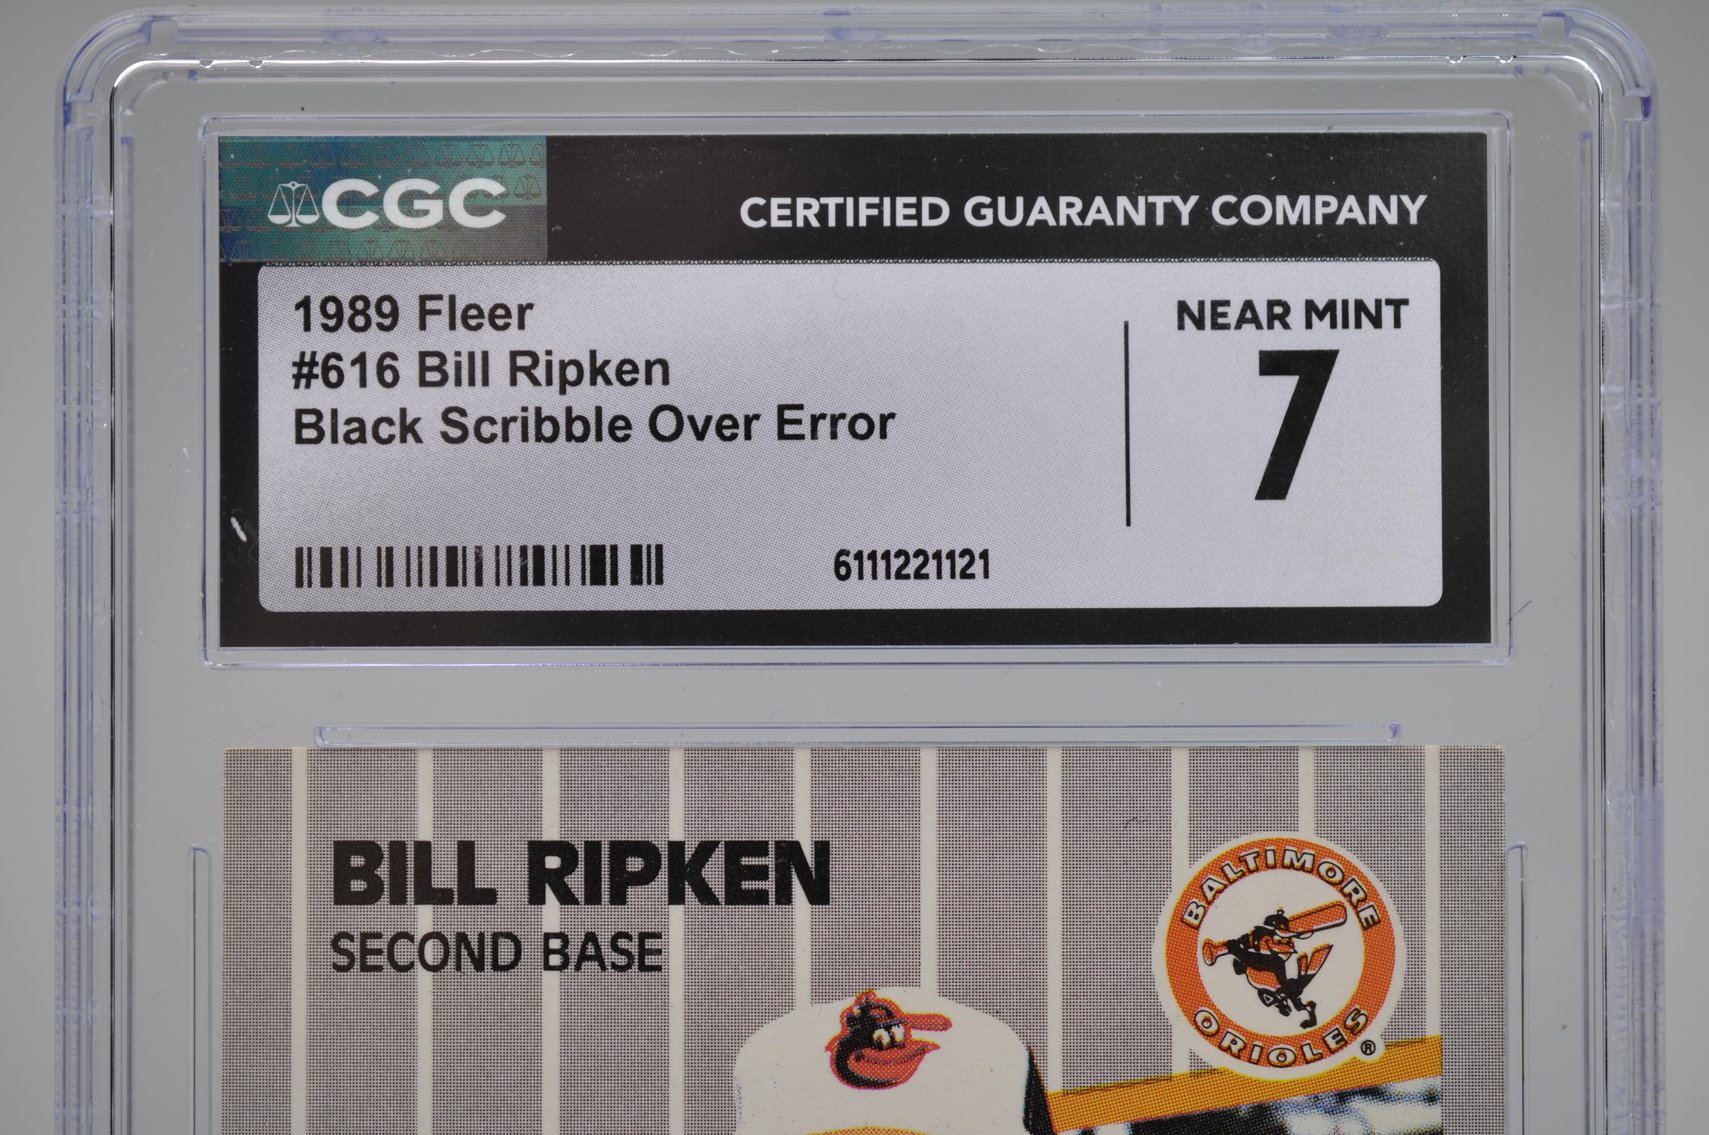 CGC
CERTIFIED GUARANTY COMPANY
1989 Fleer
#616 Bill Ripken
Black Scribble Over Error
NEAR MINT
7
6111221121
BILL RIPKEN
SECOND BASE
BALTIMORE
ORIOLES®